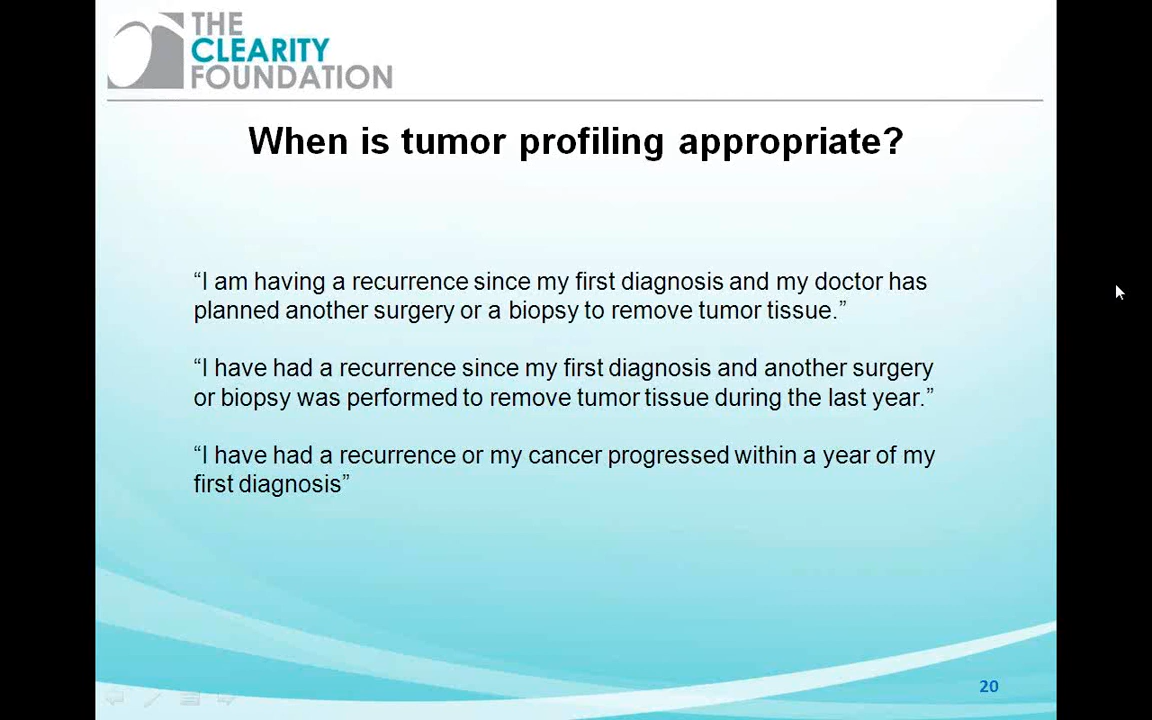 THE
CLEARITY
FOUNDATION
When is tumor profiling appropriate?
“I am having a recurrence since my first diagnosis and my doctor has
planned another surgery or a biopsy to remove tumor tissue.”
“I have had a recurrence since my first diagnosis and another surgery
or biopsy was performed to remove tumor tissue during the last year.”
“I have had a recurrence or my cancer progressed within a year of my
first diagnosis”
20